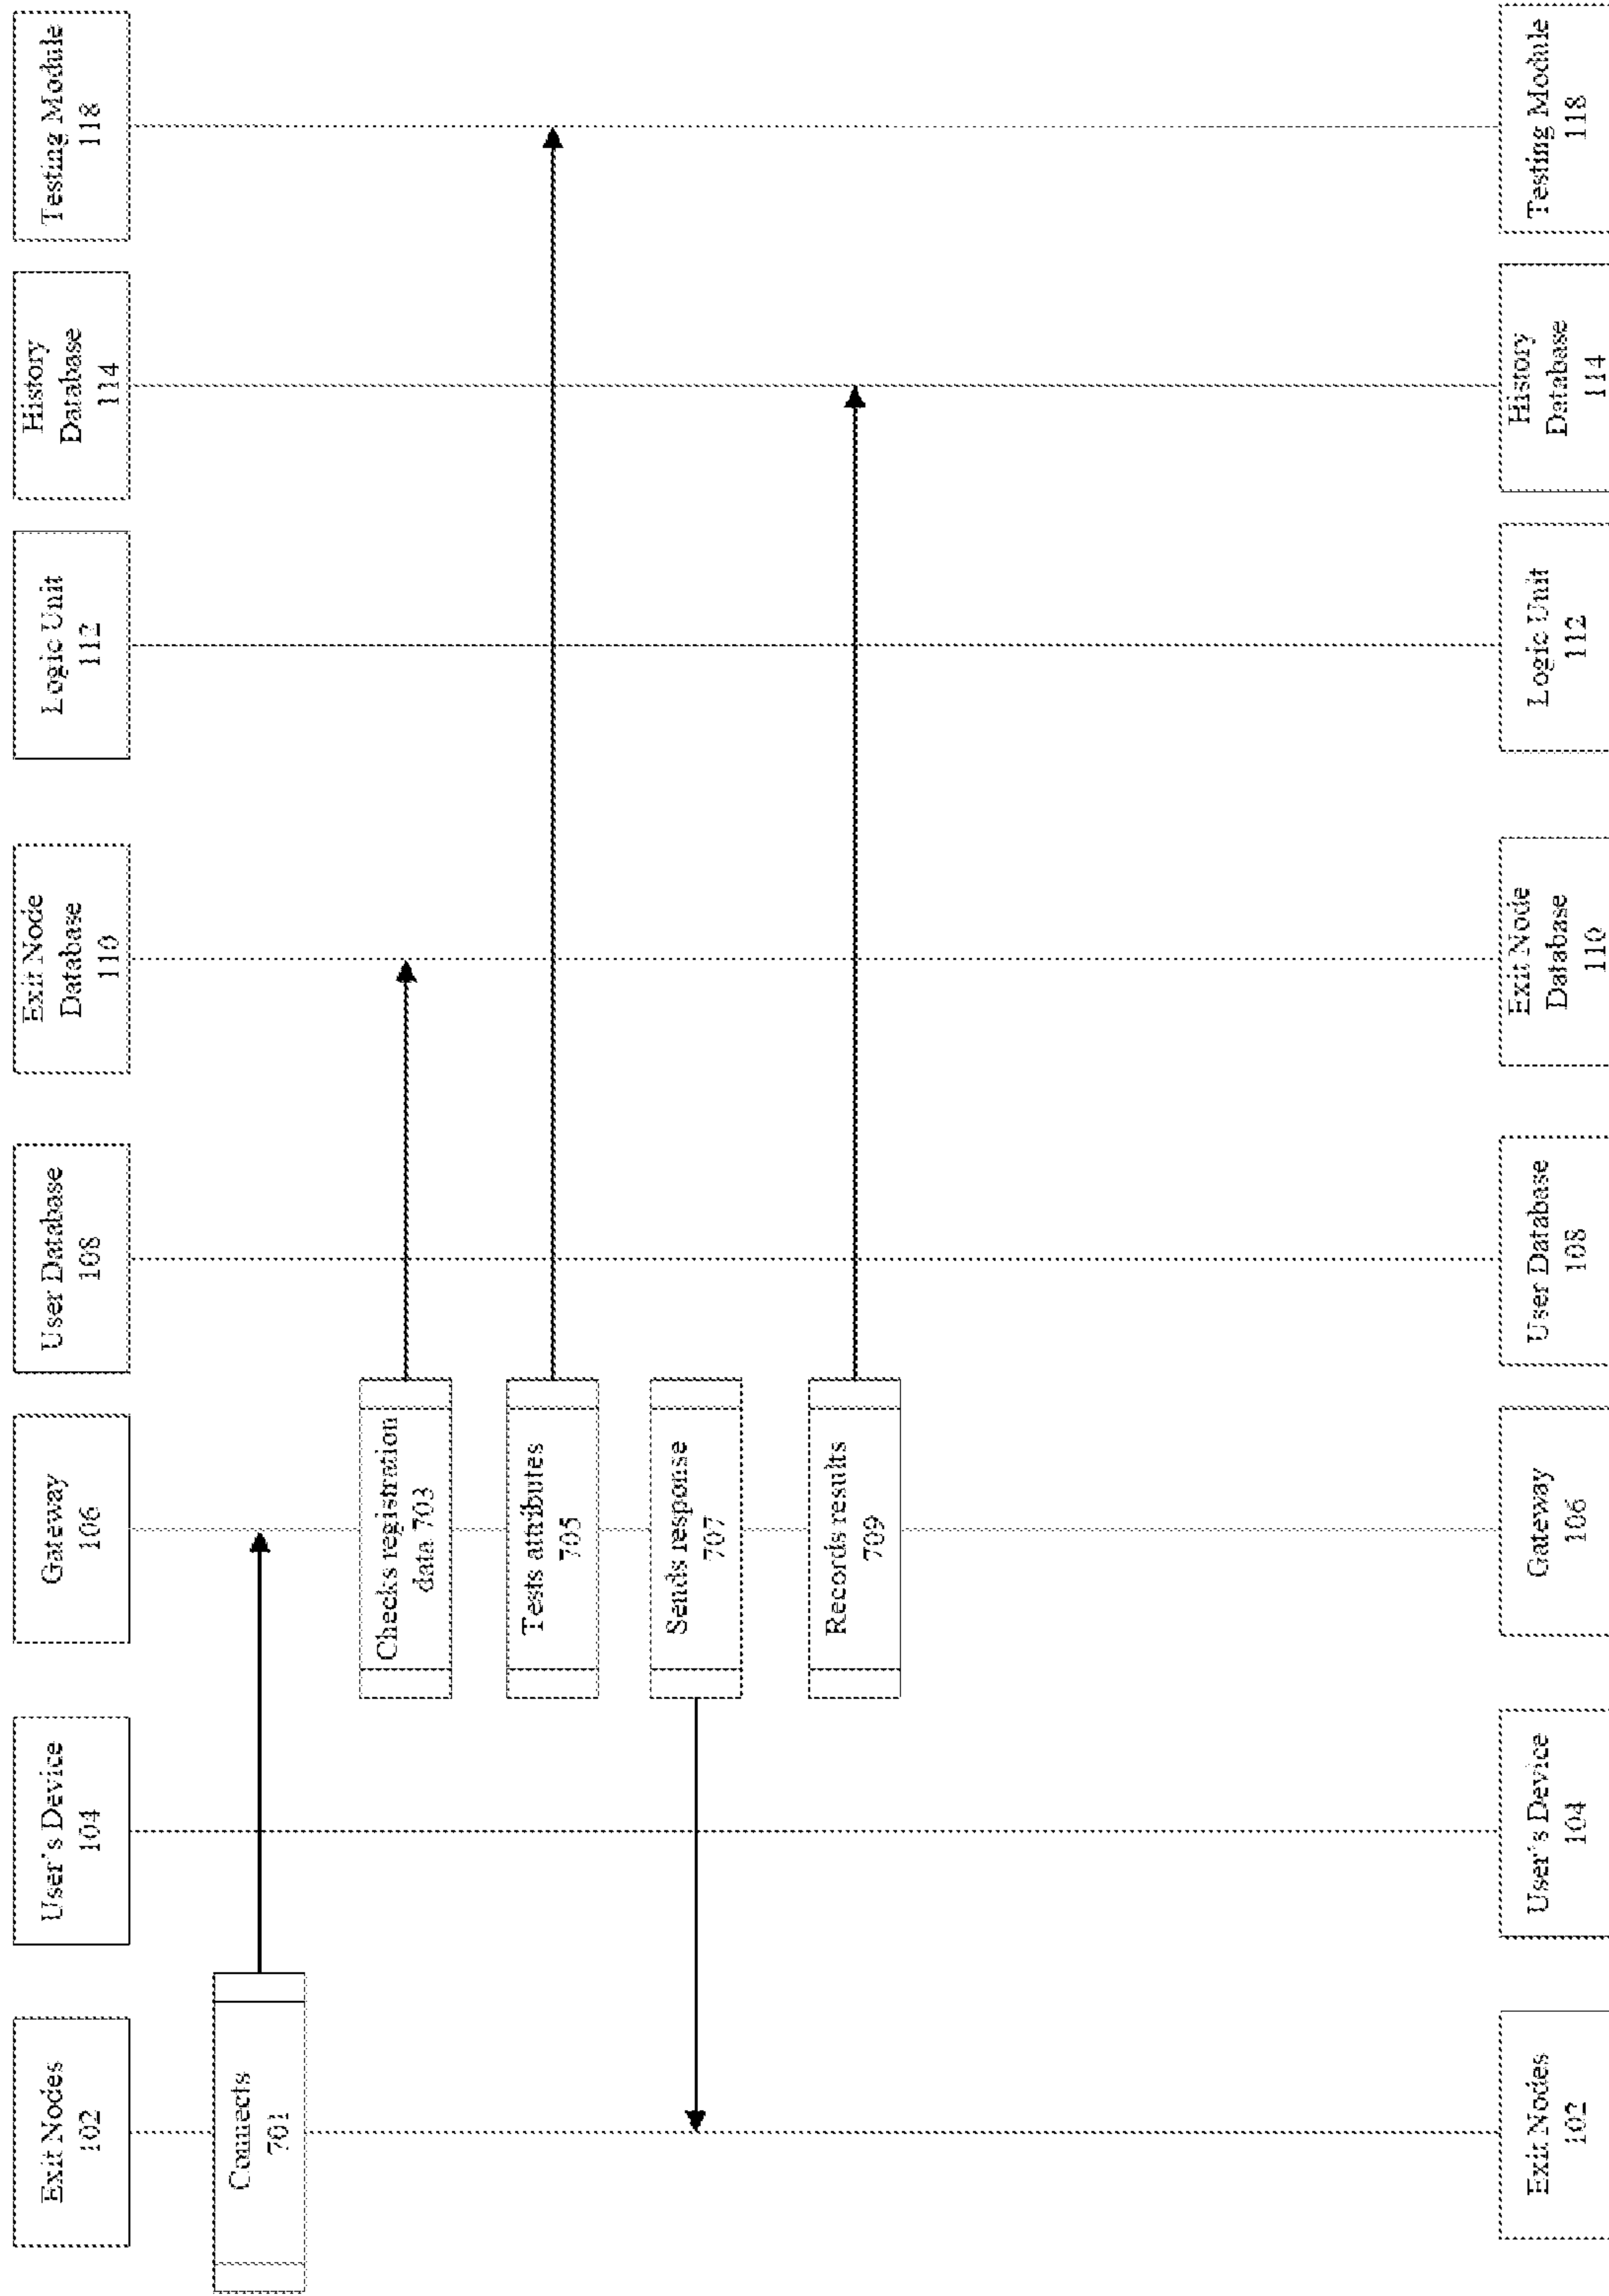 Exit Nodes
102
User's Device
104
Gateway
106
User Database
108
Exit Node
Database
110
Logic Unit
112
History
Database
114
Testing Module
118
Connects
701
Checks registration
data 703
Tests attributes
705
Sends response
707
Records results
709
Exit Nodes
102
User's Device
104
Gateway
106
User Database
108
Exit Node
Database
110
Logic Unit
112
History
Database
114
Testing Module
118